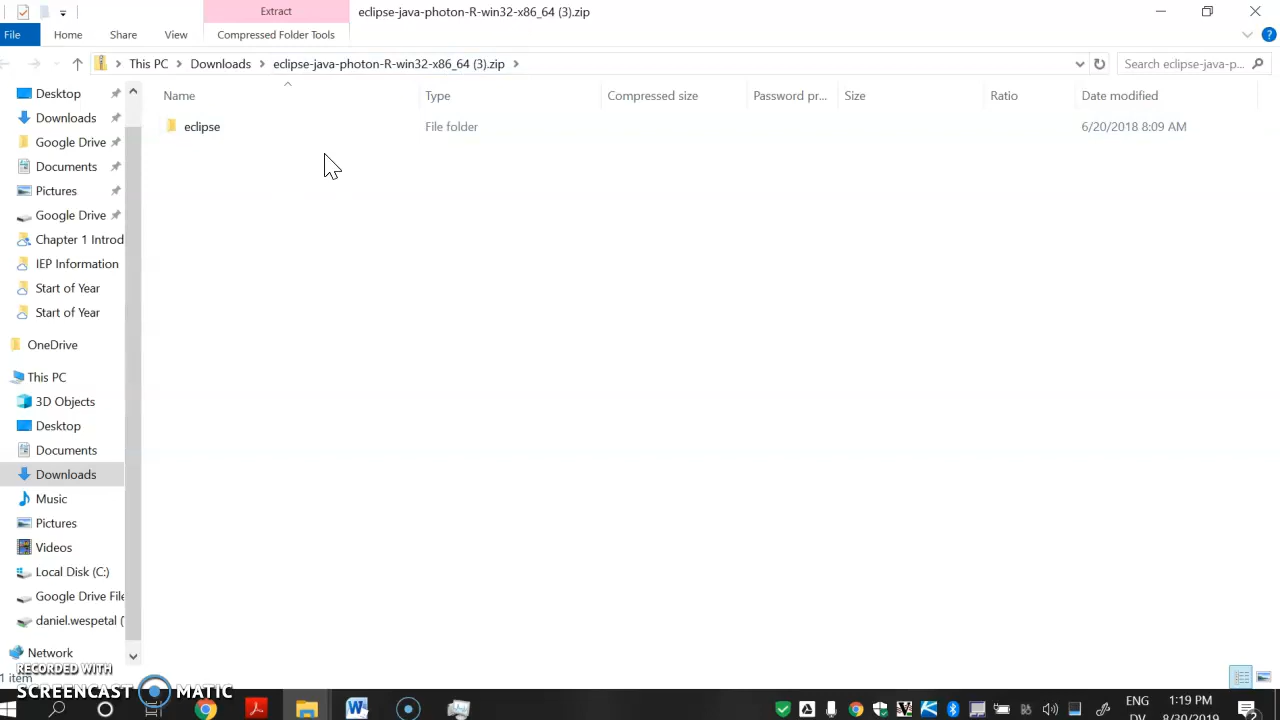 Extract
eclipse-java-photon-R-win32-x86_64 (3).zip
File Home Share View Compressed Folder Tools
This PC Downloads eclipse-java-photon-R-win32-x86_64 (3).zip
Search eclipse-java-p...
Name Type Compressed size Password pr... Size Ratio Date modified
eclipse File folder 6/20/2018 8:09 AM
Desktop
Downloads
Google Drive
Documents
Pictures
Google Drive
Chapter 1 Introd
IEP Information
Start of Year
Start of Year
OneDrive
This PC
3D Objects
Desktop
Documents
Downloads
Music
Pictures
Videos
Local Disk (C:)
Google Drive File
daniel.wespetal (
Network
1 item
RECORDED WITH
SCREENCAST MATIC
ENG
DV
1:19 PM
8/30/2019
2